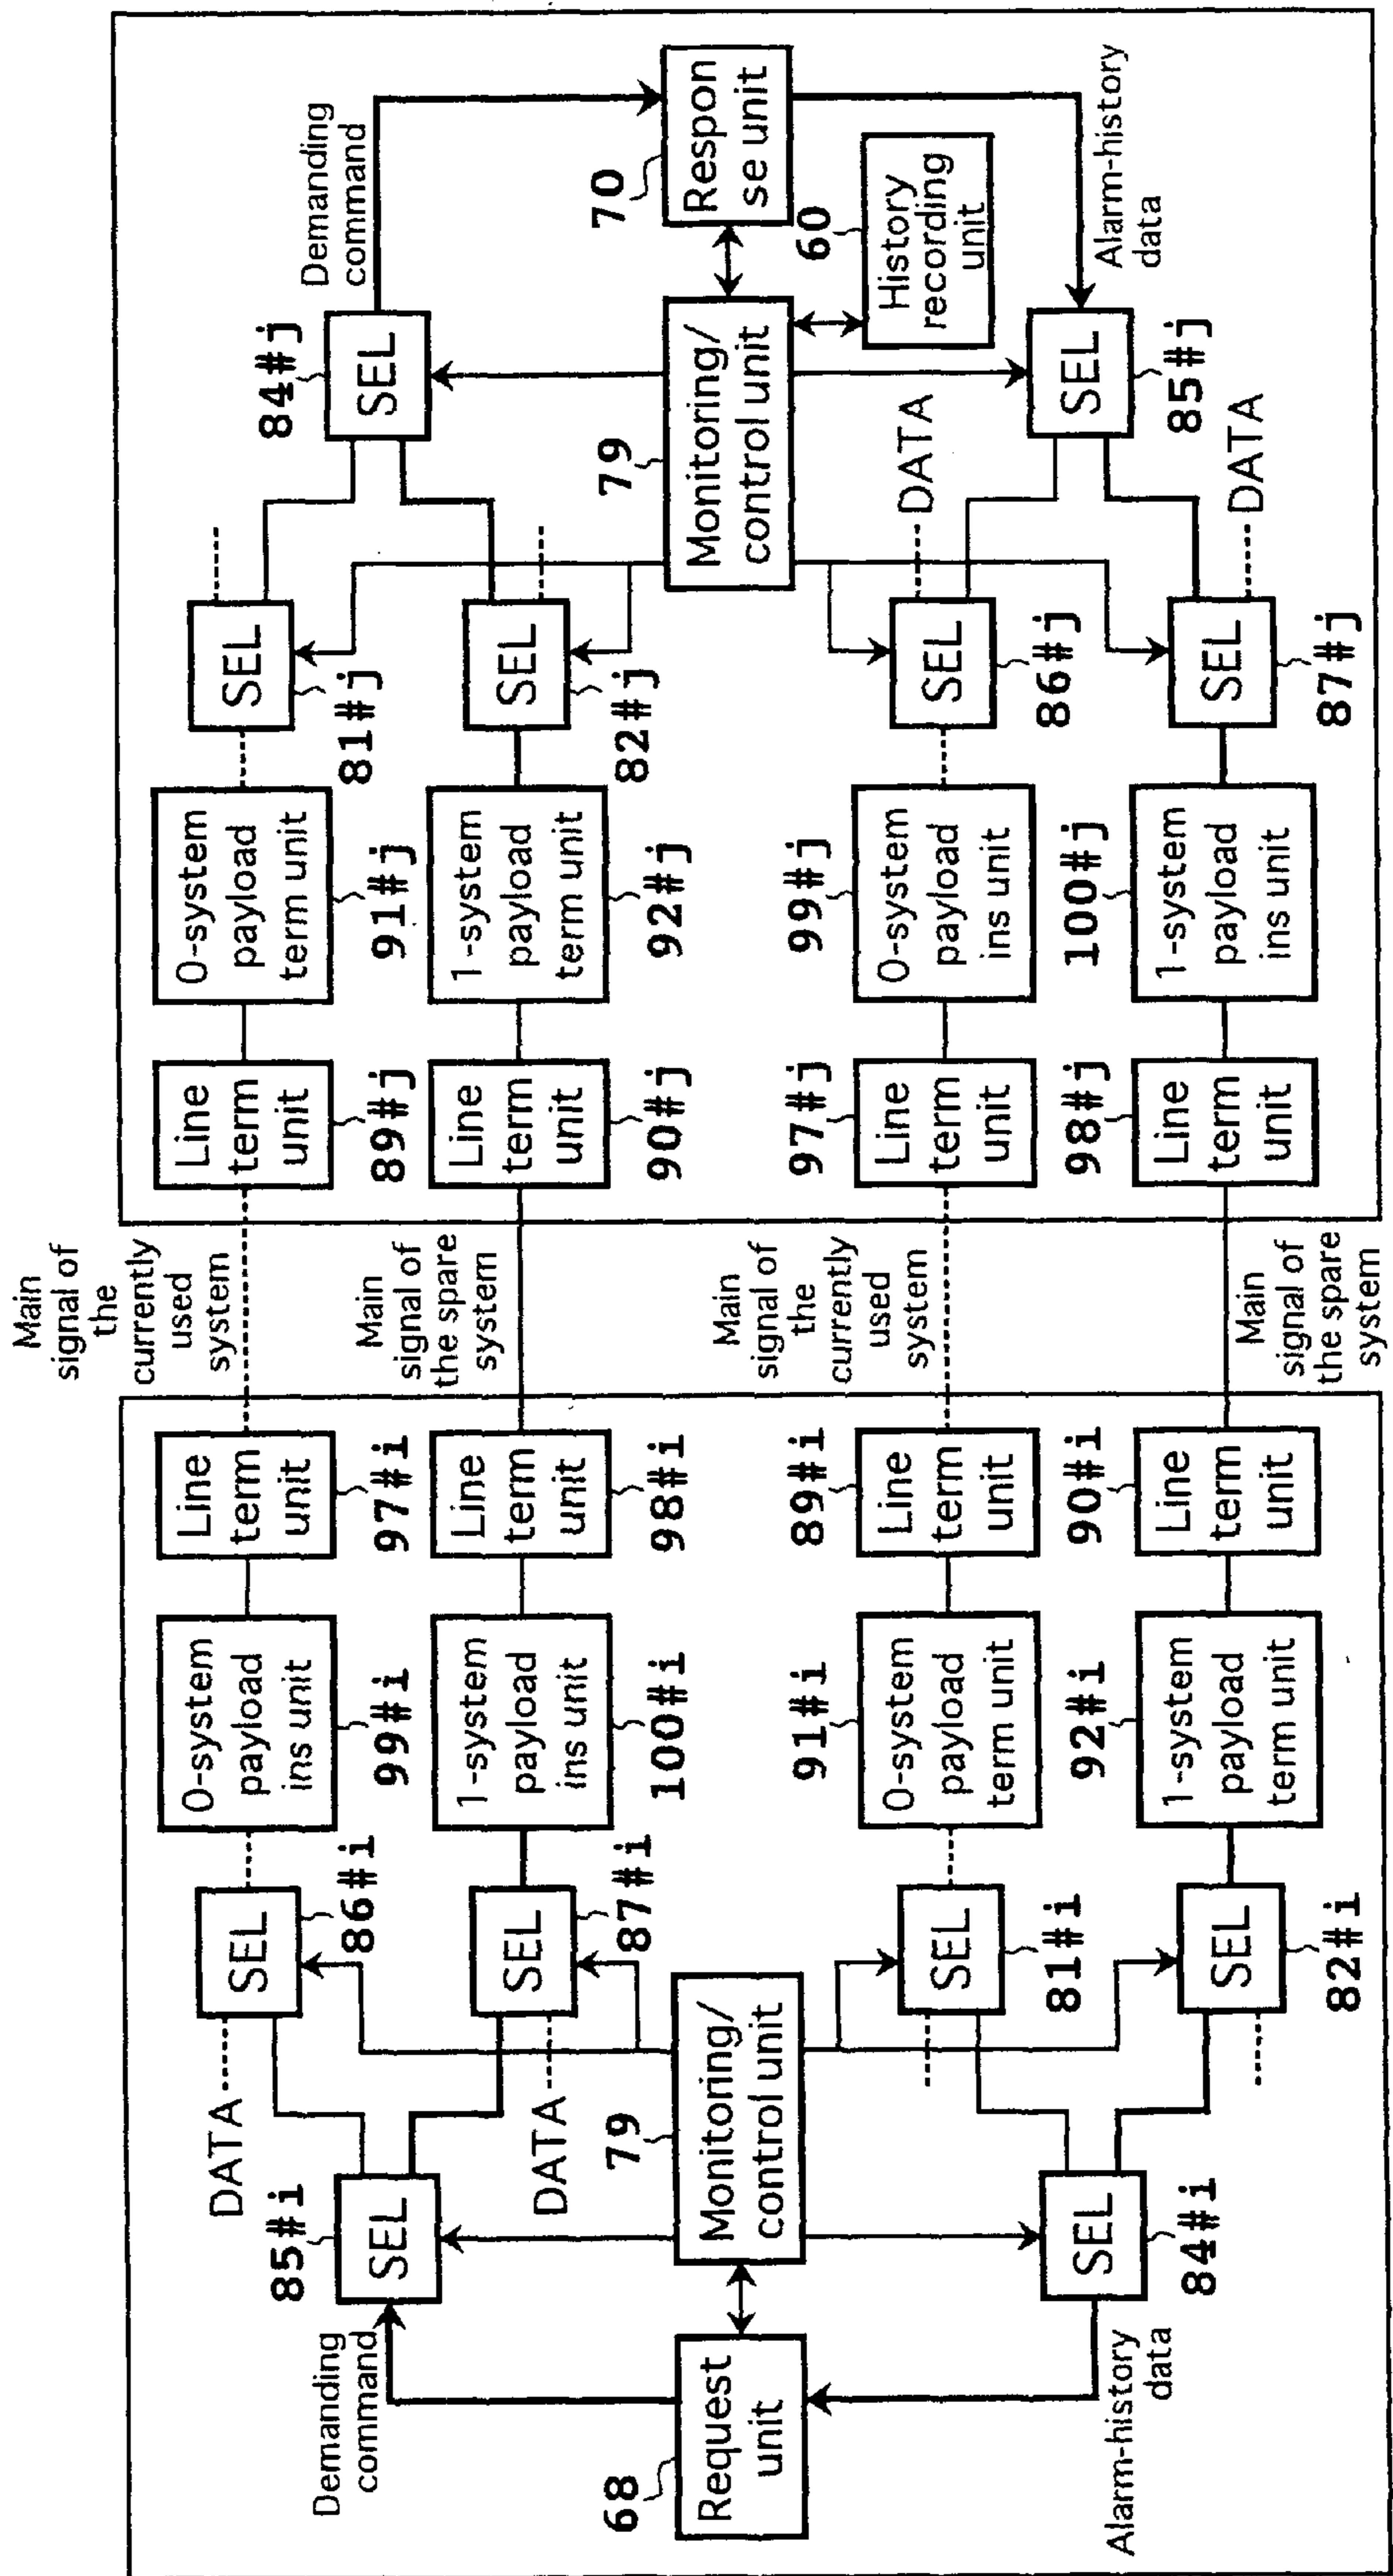 Demanding
command
68
Request
unit
Alarm-history
data
85#i
SEL
DATA
DATA
79
Monitoring/
control unit
84#i
SEL
86#i
SEL
87#i
SEL
81#i
SEL
82#i
SEL
0-system
payload
ins unit
99#i
1-system
payload
ins unit
100#i
91#i
0-system
payload
term unit
92#i
1-system
payload
term unit
Line
term
unit
97#i
Line
term
unit
98#i
89#i
Line
term
unit
90#i
Line
term
unit
Main
signal of
the
currently
used
system
Main
signal of
the spare
system
Main
signal of
the
currently
used
system
Main
signal of
the spare
system
Line
term
unit
89#j
Line
term
unit
90#j
97#j
Line
term
unit
98#j
Line
term
unit
0-system
payload
term unit
91#j
1-system
payload
term unit
92#j
99#j
0-system
payload
ins unit
100#j
1-system
payload
ins unit
SEL
81#j
SEL
82#j
SEL
86#j
SEL
87#j
DATA
DATA
84#j
SEL
79
Monitoring/
control unit
SEL
85#j
60
History
recording
unit
Demanding
command
70
Respon
se unit
Alarm-history
data